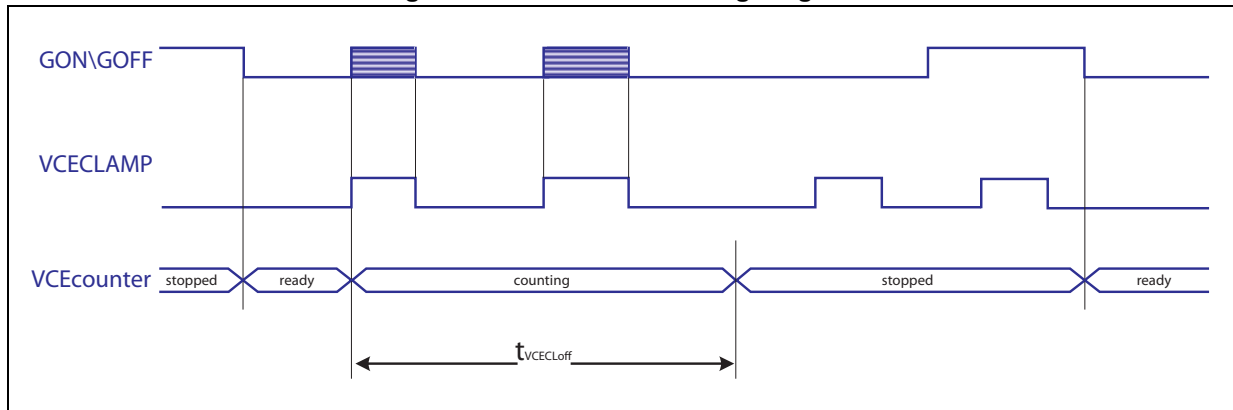 GON\GOFF
VCECLAMP
VCEcounter stopped ready counting stopped ready
tVCECLoff